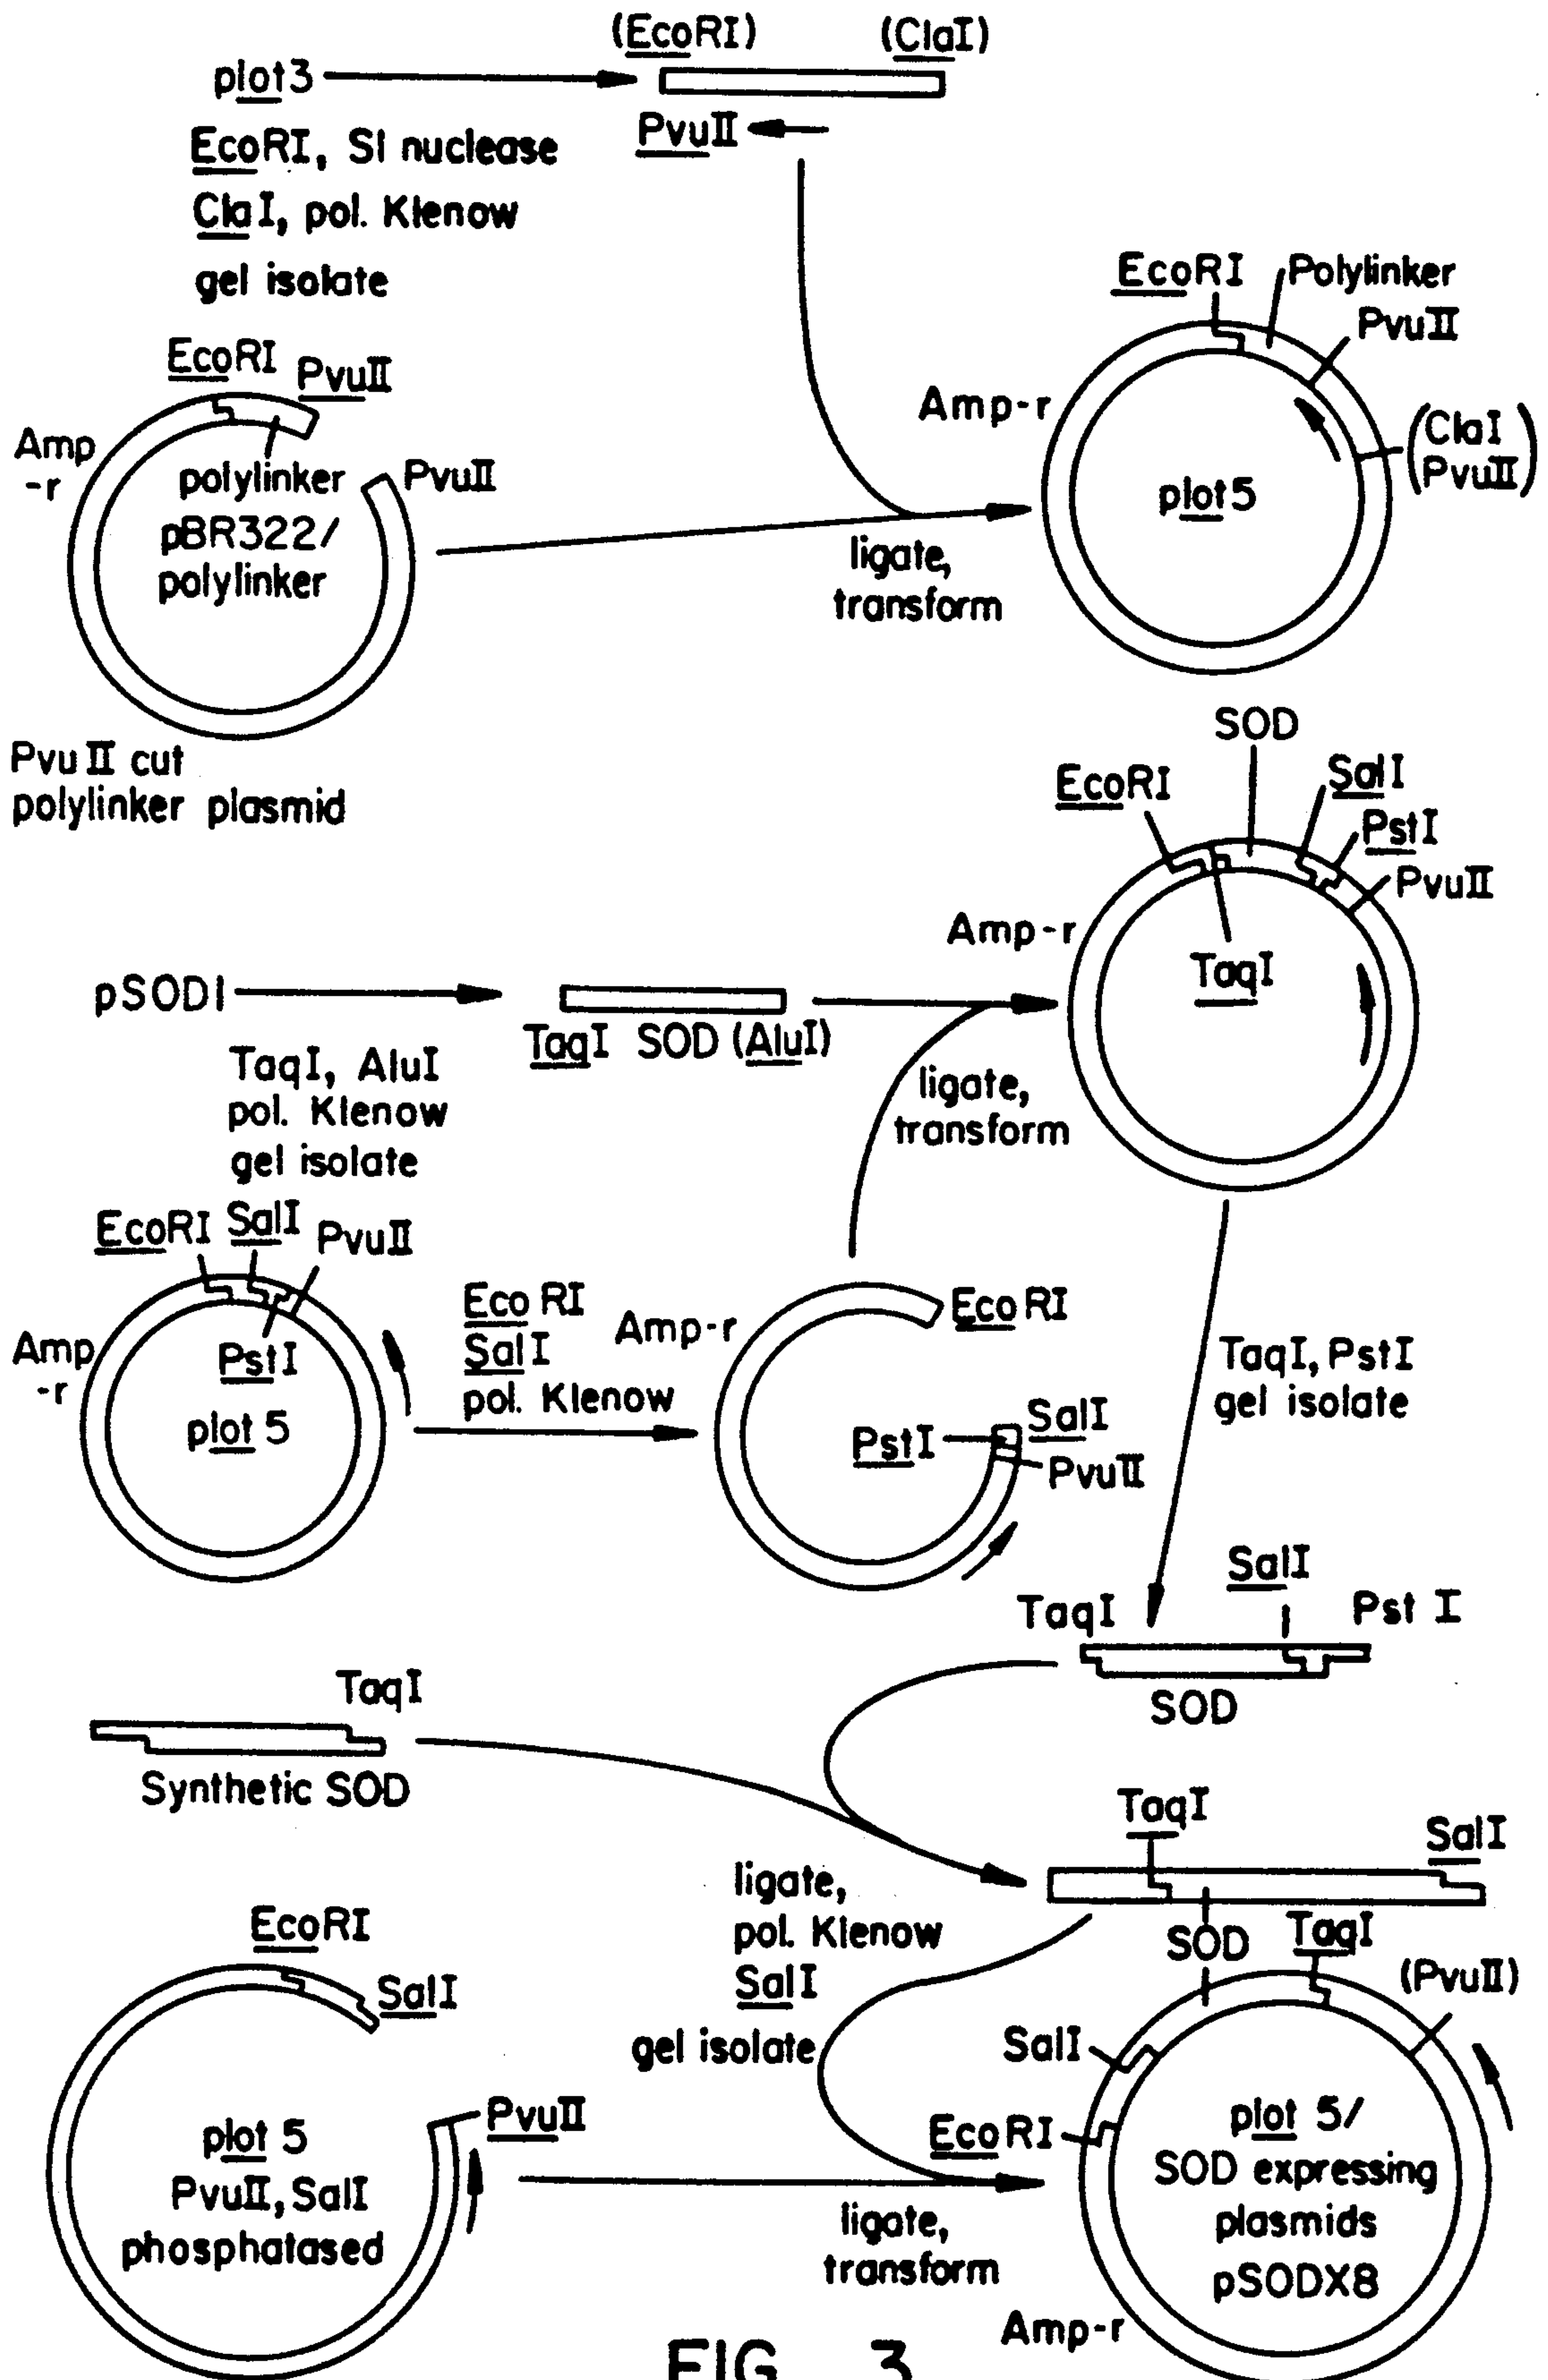 (EcoRI)
(ClaI)
plot3
PvuII
EcoRI, SI nuclease
ClaI, pol. Klenow
gel isolate
EcoRI
Polylinker
PvuII
EcoRI
PvuII
Amp-r
(ClaI
PvuII)
Amp
-r
polylinker
PvuII
pBR322/
polylinker
plot5
ligate,
transform
PvuII cut
polylinker plasmid
SOD
EcoRI
SalI
PstI
PvuII
Amp-r
TaqI
pSODI
TaqI SOD (AluI)
TaqI, AluI
pol. Klenow
gel isolate
ligate,
transform
EcoRI SalI PvuII
Amp
-r
PstI
plot 5
Eco RI
SalI
pol. Klenow
Amp-r
Eco RI
PstI
SalI
PvuII
TaqI, PstI
gel isolate
TaqI
SalI
Pst I
SOD
TaqI
Synthetic SOD
TaqI
SalI
ligate,
pol. Klenow
SalI
gel isolate
SOD
TaqI
(PvuII)
EcoRI
SalI
SalI
PvuII
EcoRI
plot 5
PvuII, SalI
phosphatased
plot 5/
SOD expressing
plasmids
pSODX8
ligate,
transform
Amp-r
FIG. 3